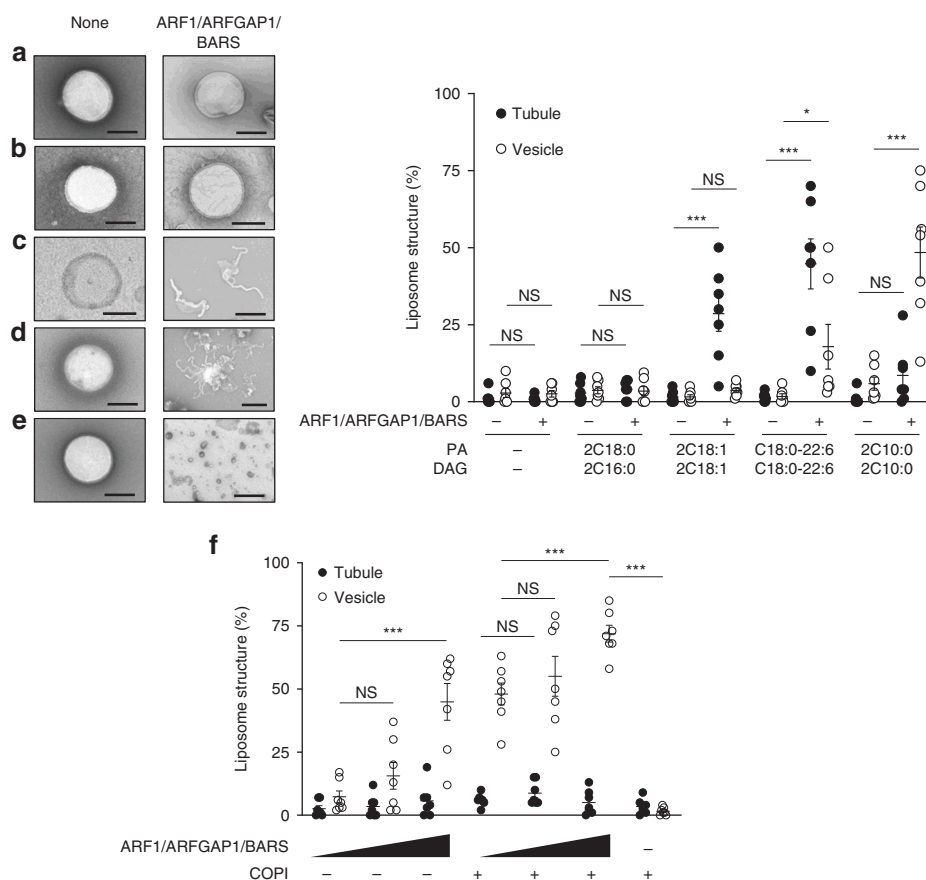 None
ARF1/ARFGAP1/
BARS
a
b
c
d
e
100
75
50
25
0
Liposome structure (%)
Tubule
Vesicle
NS
NS
NS
NS
***
NS
***
*
NS
***
ARF1/ARFGAP1/BARS – + – + – + – + – +
PA – 2C18:0 2C18:1 C18:0-22:6 2C10:0
DAG – 2C16:0 2C18:1 C18:0-22:6 2C10:0
f
100
75
50
25
0
Liposome structure (%)
Tubule
Vesicle
NS
***
NS
NS
***
***
ARF1/ARFGAP1/BARS –
COPI – – – + + + +